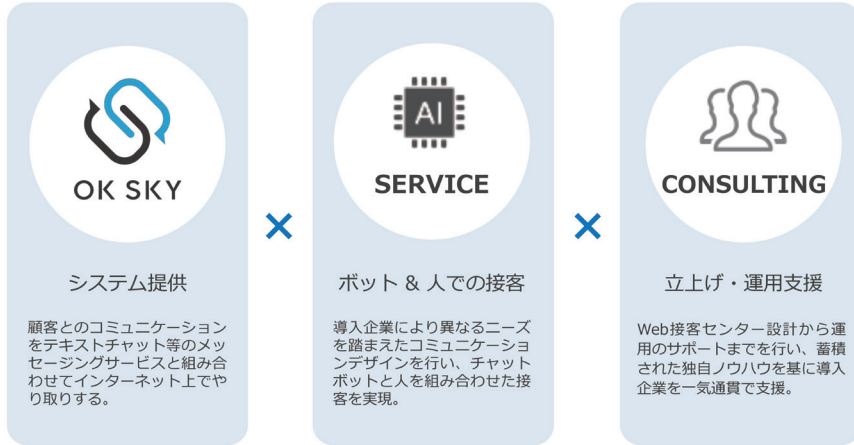 OK SKY
システム提供
顧客とのコミュニケーション
をテキストチャット等のメッ
セージングサービスと組み合
わせてインターネット上でや
り取りする。
×
AI
SERVICE
ボット & 人での接客
導入企業により異なるニーズ
を踏まえたコミュニケーショ
ンデザインを行い、チャット
ボットと人を組み合わせた接
客を実現。
×
CONSULTING
立上げ・運用支援
Web接客センター設計から運
用のサポートまでを行い、蓄積
された独自ノウハウを基に導入
企業を一気通貫で支援。